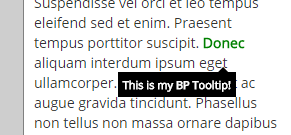 Suspendisse vel orci et leo tempus
eleifend sed et enim. Praesent
tempus porttitor suscipit. Donec
aliquam interdum ipsum eget
ullamcorper. This is my BP Tooltip! ac
augue gravida tincidunt. Phasellus
non tellus non massa ornare dapibus